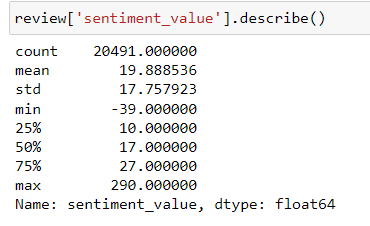 review['sentiment_value'].describe()
count    20491.000000
mean        19.888536
std         17.757923
min        -39.000000
25%         10.000000
50%         17.000000
75%         27.000000
max        290.000000
Name: sentiment_value, dtype: float64